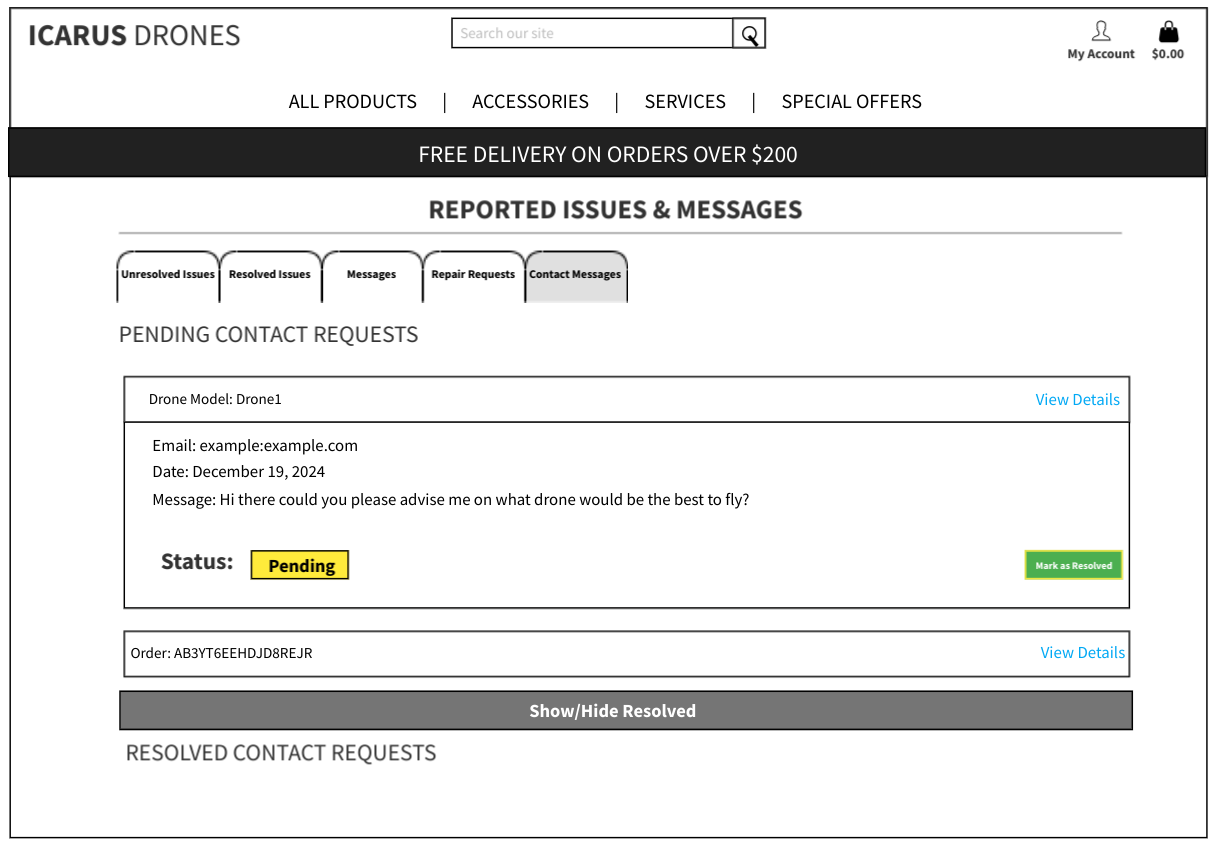 ICARUS DRONES
Search our site
My Account
$0.00
ALL PRODUCTS | ACCESSORIES | SERVICES | SPECIAL OFFERS
FREE DELIVERY ON ORDERS OVER $200
REPORTED ISSUES & MESSAGES
Unresolved Issues
Resolved Issues
Messages
Repair Requests
Contact Messages
PENDING CONTACT REQUESTS
Drone Model: Drone1
View Details
Email: example:example.com
Date: December 19, 2024
Message: Hi there could you please advise me on what drone would be the best to fly?
Status:
Pending
Mark as Resolved
Order: AB3YT6EEHDJD8REJR
View Details
Show/Hide Resolved
RESOLVED CONTACT REQUESTS